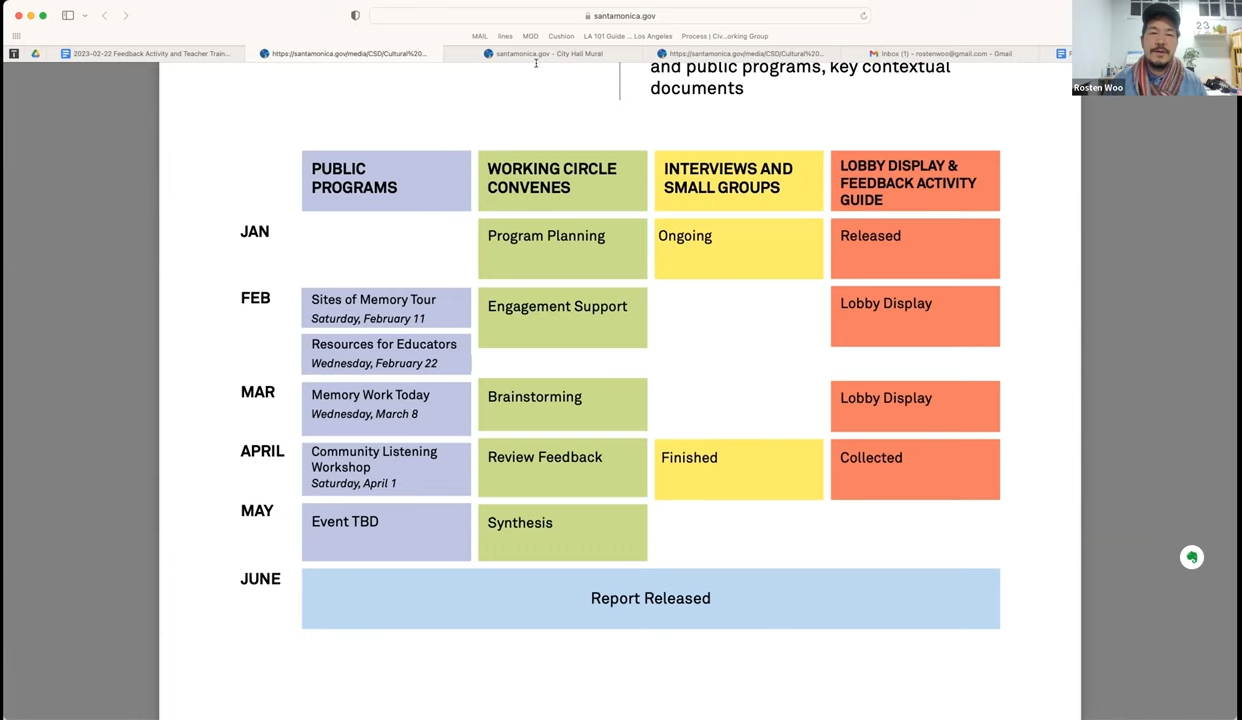 santamonica.gov
MAIL lines MOD Cushion LA 101 Guide ... Los Angeles Process | Civ...orking Group
2023-02-22 Feedback Activity and Teacher Train...
https://santamonica.gov/media/CSD/Cultural%20...
santamonica.gov - City Hall Mural
https://santamonica.gov/media/CSD/Cultural%20...
Inbox (1) - rostenwoo@gmail.com - Gmail
23
Rosten Woo
and public programs, key contextual
documents
PUBLIC
PROGRAMS
WORKING CIRCLE
CONVENES
INTERVIEWS AND
SMALL GROUPS
LOBBY DISPLAY &
FEEDBACK ACTIVITY
GUIDE
JAN
Program Planning
Ongoing
Released
FEB
Sites of Memory Tour
Saturday, February 11
Resources for Educators
Wednesday, February 22
Engagement Support
Lobby Display
MAR
Memory Work Today
Wednesday, March 8
Brainstorming
Lobby Display
APRIL
Community Listening
Workshop
Saturday, April 1
Review Feedback
Finished
Collected
MAY
Event TBD
Synthesis
JUNE
Report Released